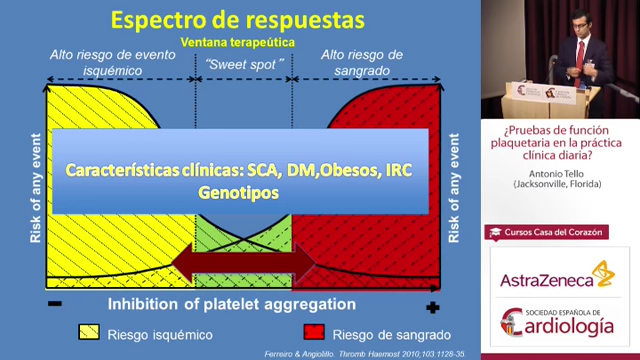 Espectro de respuestas
Ventana terapeútica
Alto riesgo de evento
isquémico
"Sweet spot"
Alto riesgo de
sangrado
Risk of any event
Características clínicas: SCA, DM,Obesos, IRC
Genotipos
Risk of any event
Inhibition of platelet aggregation
Riesgo isquémico
Riesgo de sangrado
Ferreiro & Angiolillo. Thromb Haemost 2010;103:1128-35.
¿Pruebas de función
plaquetaria en la práctica
clínica diaria?
Antonio Tello
(Jacksonville, Florida)
Cursos Casa del Corazón
AstraZeneca
SOCIEDAD ESPAÑOLA DE
Cardiología